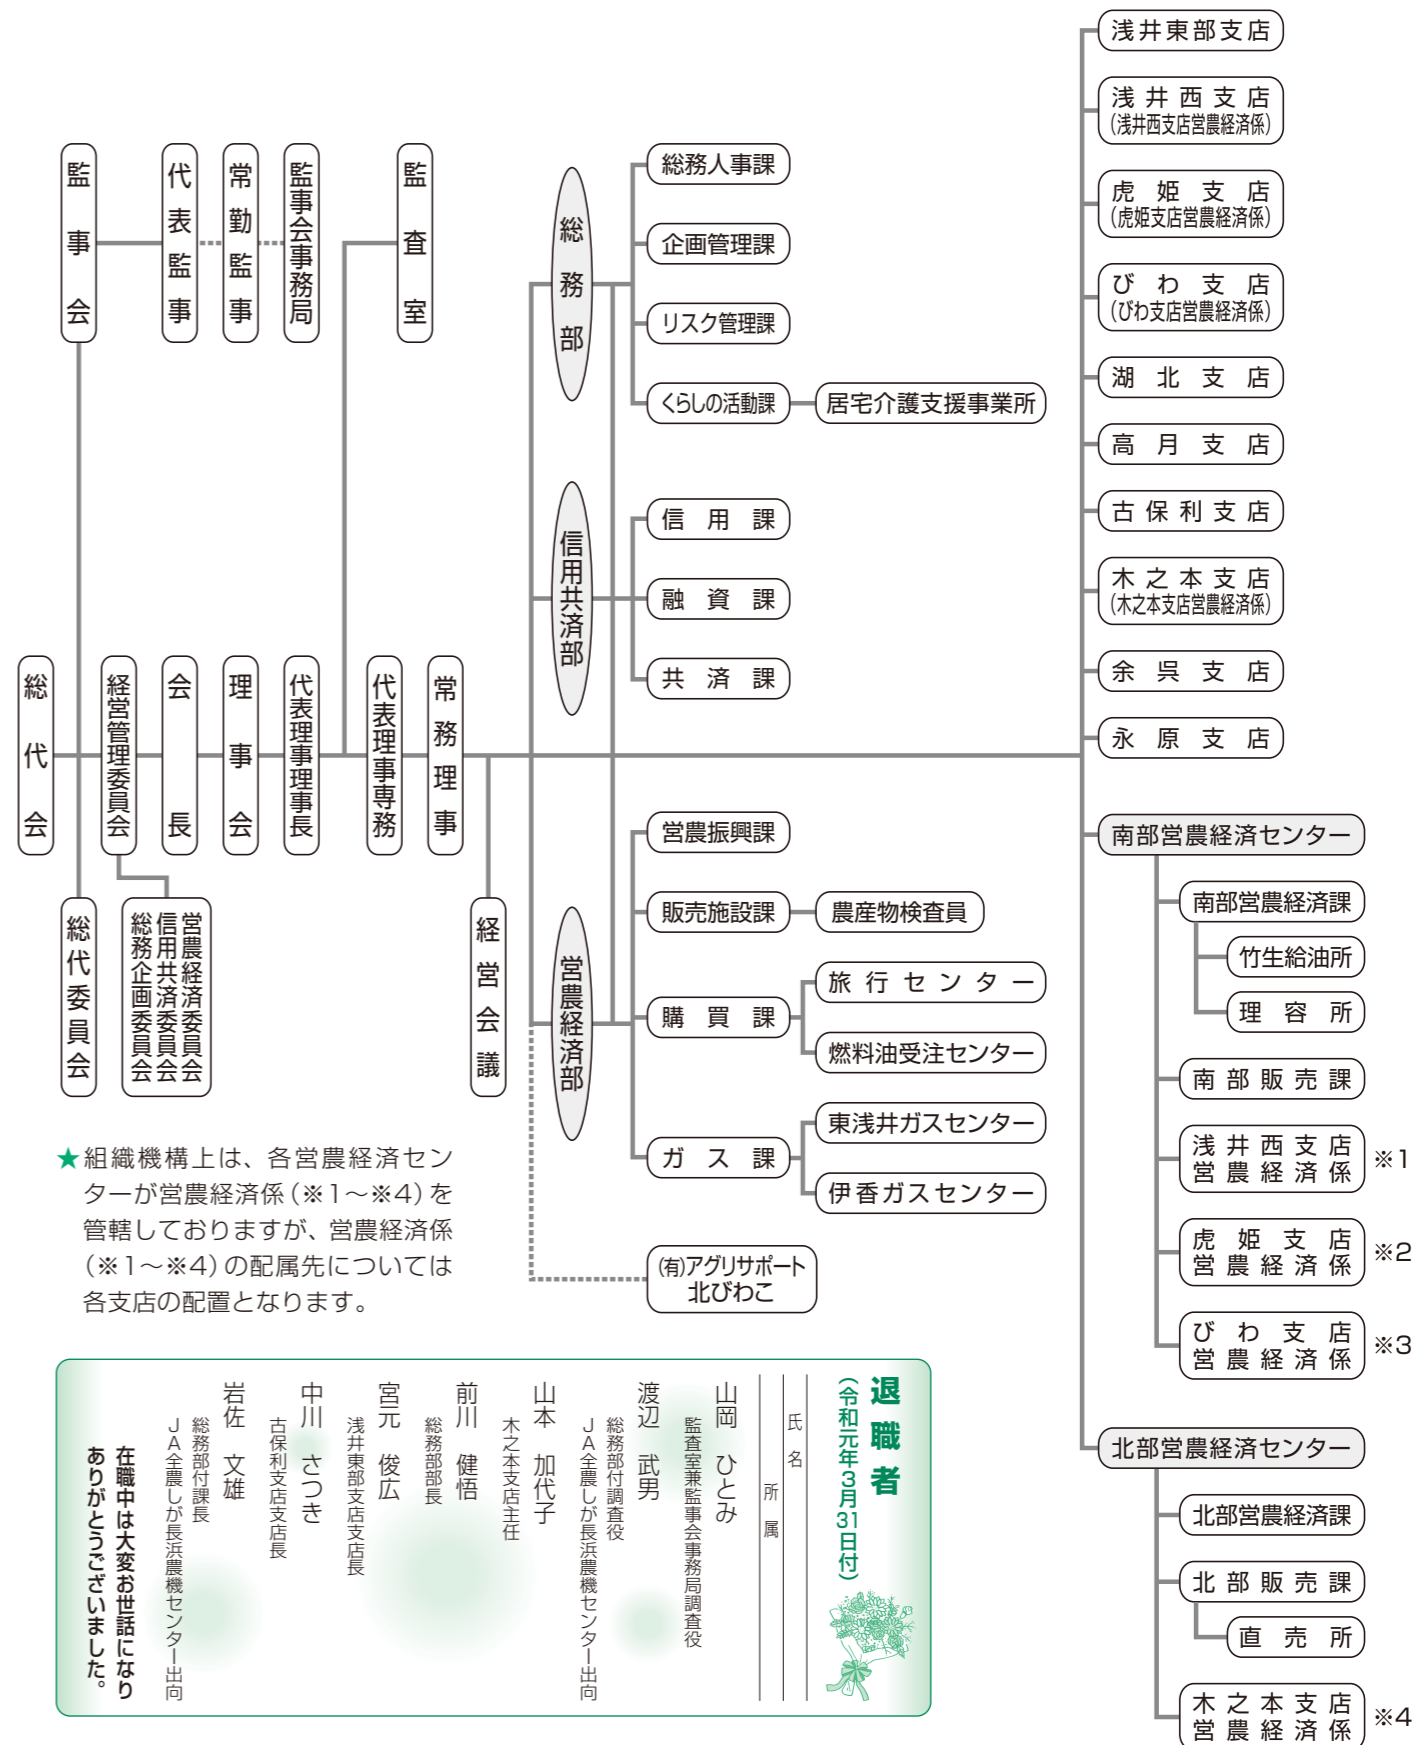 監事会
代表監事
常勤監事
監事会事務局
監査室
総代会
経営管理委員会
会長
理事会
代表理事理事長
代表理事専務
常務理事
総代委員会
営農経済委員会
信用共済委員会
総務企画委員会
経営会議
総務部
総務人事課
企画管理課
リスク管理課
くらしの活動課
居宅介護支援事業所
信用共済部
信用課
融資課
共済課
営農経済部
営農振興課
販売施設課
農産物検査員
購買課
旅行センター
燃料油受注センター
ガス課
東浅井ガスセンター
伊香ガスセンター
(有)アグリサポート
北びわこ
浅井東部支店
浅井西支店
(浅井西支店営農経済係)
虎姫支店
(虎姫支店営農経済係)
びわ支店
(びわ支店営農経済係)
湖北支店
高月支店
古保利支店
木之本支店
(木之本支店営農経済係)
余呉支店
永原支店
南部営農経済センター
南部営農経済課
竹生給油所
理容所
南部販売課
浅井西支店
営農経済係 ※1
虎姫支店
営農経済係 ※2
びわ支店
営農経済係 ※3
北部営農経済センター
北部営農経済課
北部販売課
直売所
木之本支店
営農経済係 ※4
★組織機構上は、各営農経済セン
ターが営農経済係(※1〜※4)を
管轄しておりますが、営農経済係
(※1〜※4)の配属先については
各支店の配置となります。
退職者
(令和元年3月31日付)
氏名
所属
山岡 ひとみ
監査室兼監事会事務局調査役
渡辺 武男
総務部付調査役
JA全農しが長浜農機センター出向
山本 加代子
木之本支店主任
前川 健悟
総務部部長
宮元 俊広
浅井東部支店支店長
中川 さつき
古保利支店支店長
岩佐 文雄
総務部付課長
JA全農しが長浜農機センター出向
在職中は大変お世話になり
ありがとうございました。